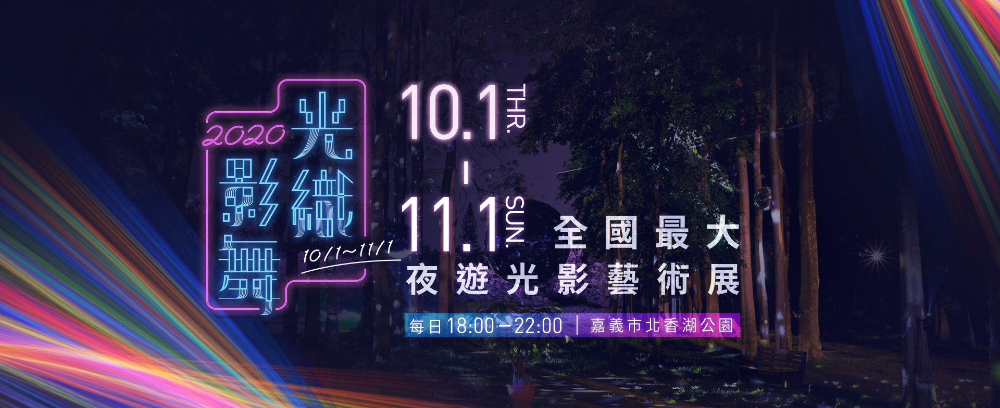 2020
光織
影舞
10/1~11/1
10.1 THR.
-
11.1 SUN.
全國最大
夜遊光影藝術展
每日18:00-22:00 | 嘉義市北香湖公園